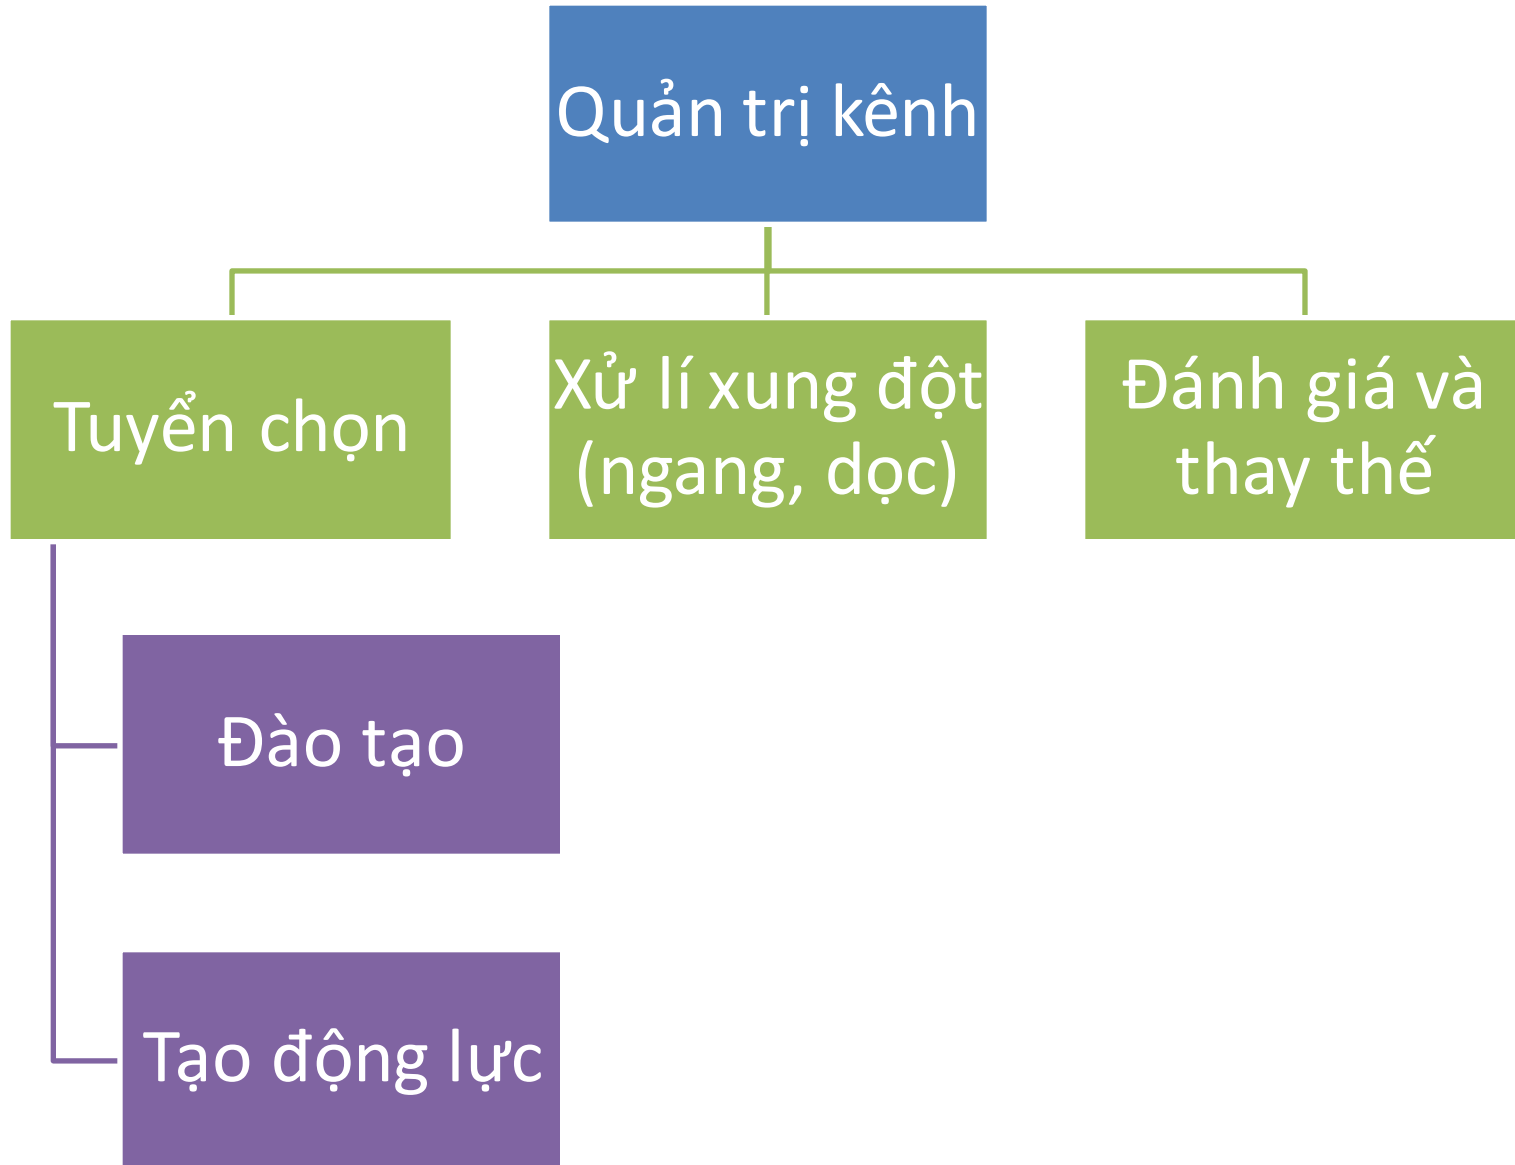 Quản trị kênh
Tuyển chọn
Xử lí xung đột
(ngang, dọc)
Đánh giá và
thay thế
Đào tạo
Tạo động lực